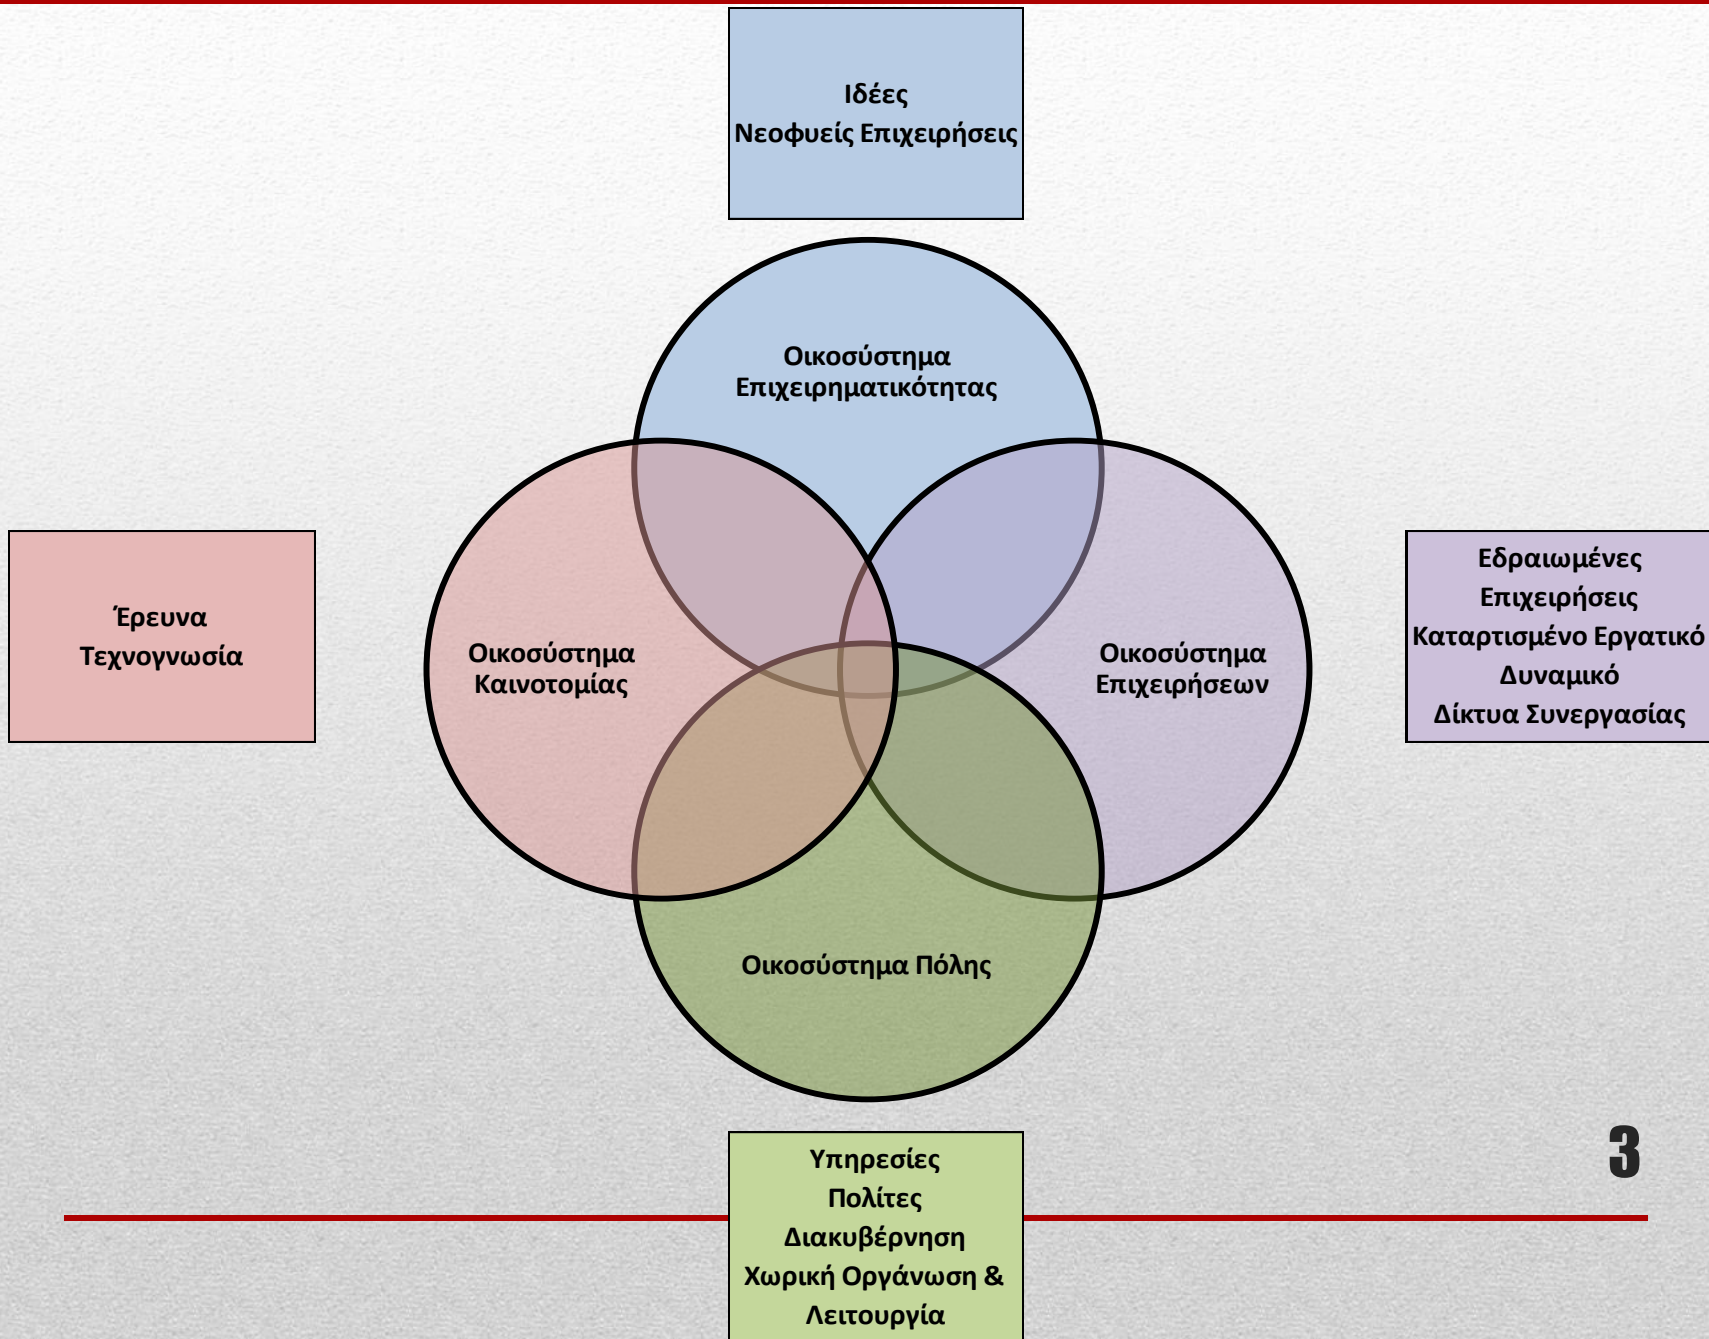 Ιδέες
Νεοφυείς Επιχειρήσεις
Οικοσύστημα
Επιχειρηματικότητας
Έρευνα
Τεχνογνωσία
Οικοσύστημα
Καινοτομίας
Οικοσύστημα
Επιχειρήσεων
Εδραιωμένες
Επιχειρήσεις
Καταρτισμένο Εργατικό
Δυναμικό
Δίκτυα Συνεργασίας
Οικοσύστημα Πόλης
3
Υπηρεσίες
Πολίτες
Διακυβέρνηση
Χωρική Οργάνωση &
Λειτουργία